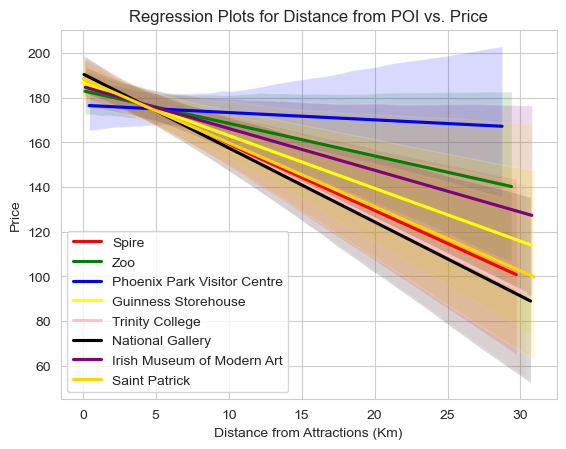 Regression Plots for Distance from POI vs. Price
Price
200
180
160
140
120
100
80
60
Spire
Zoo
Phoenix Park Visitor Centre
Guinness Storehouse
Trinity College
National Gallery
Irish Museum of Modern Art
Saint Patrick
0 5 10 15 20 25 30
Distance from Attractions (Km)